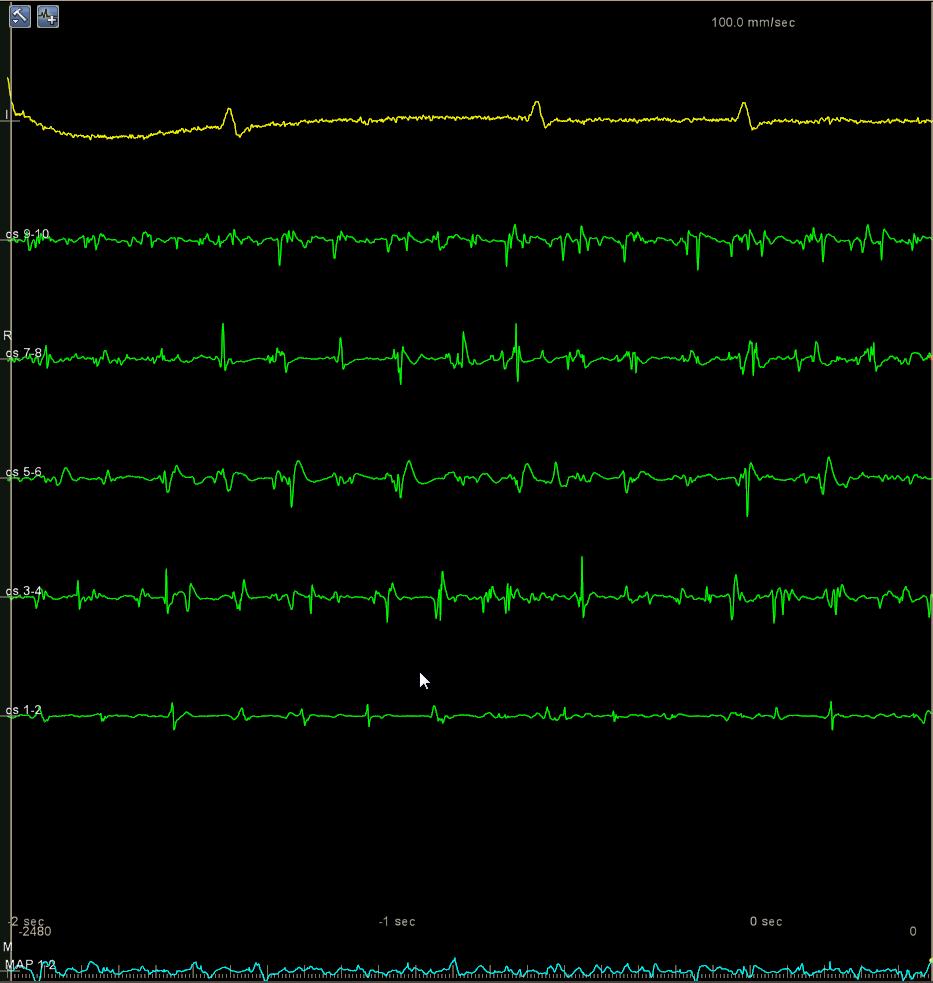 100.0 mm/sec
I
cs 9-10
R
cs 7-8
cs 5-6
cs 3-4
cs 1-2
-2 sec
-1 sec
0 sec
-2480
0
M
MAP 1-2